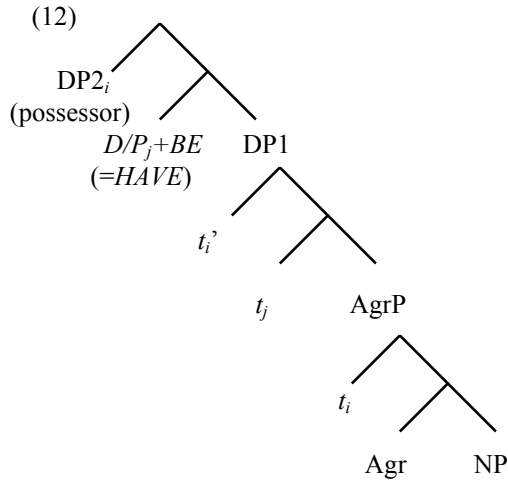 (12)
DP2i
(possessor)
D/Pj+BE DP1
(=HAVE)
ti’
tj AgrP
ti
Agr NP